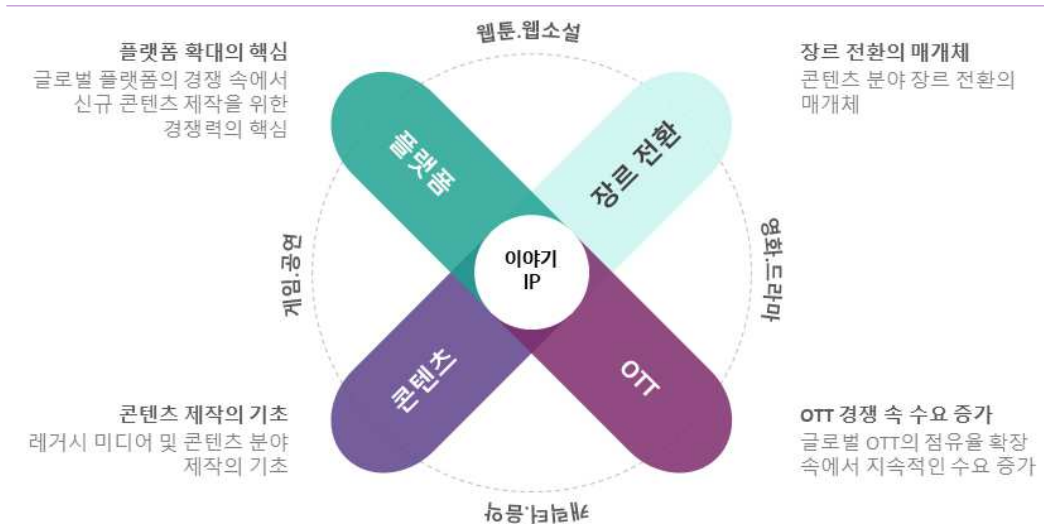 웹툰.웹소설
플랫폼 확대의 핵심
글로벌 플랫폼의 경쟁 속에서
신규 콘텐츠 제작을 위한
경쟁력의 핵심
장르 전환의 매개체
콘텐츠 분야 장르 전환의
매개체
플랫폼
장르 전환
게임.공연
이야기
IP
영화.드라마
콘텐츠
OTT
콘텐츠 제작의 기초
레거시 미디어 및 콘텐츠 분야
제작의 기초
OTT 경쟁 속 수요 증가
글로벌 OTT의 점유율 확장
속에서 지속적인 수요 증가
캐릭터.음악